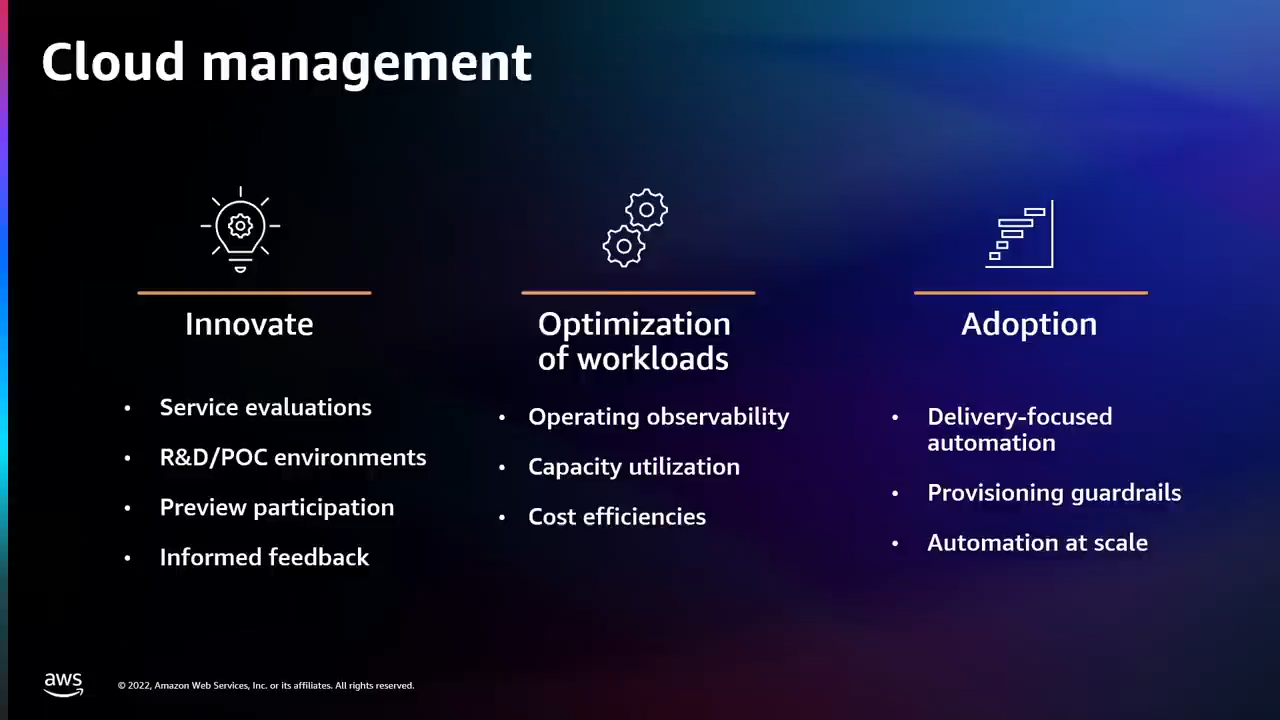 Cloud management
Innovate
• Service evaluations
• R&D/POC environments
• Preview participation
• Informed feedback
Optimization
of workloads
• Operating observability
• Capacity utilization
• Cost efficiencies
Adoption
• Delivery-focused
automation
• Provisioning guardrails
• Automation at scale
aws
© 2022, Amazon Web Services, Inc. or its affiliates. All rights reserved.